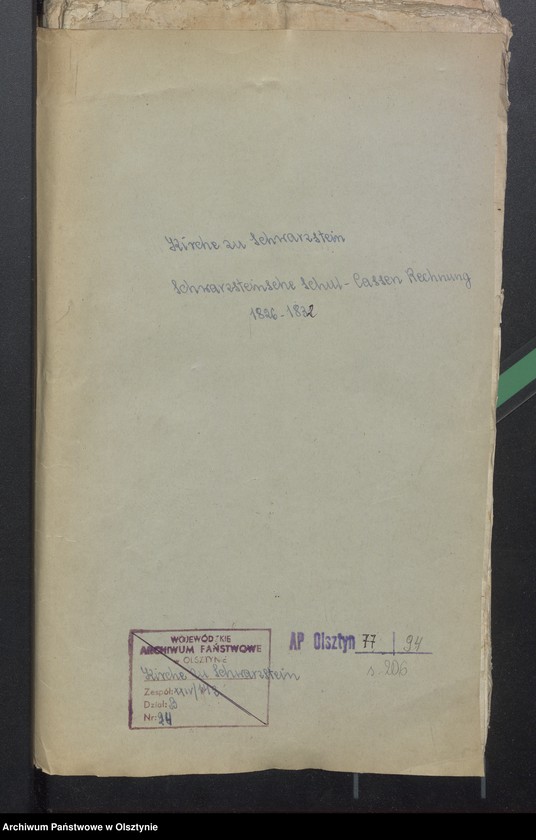 Kirche zu Schwarzstein
Schwarzsteinsche Schul-Cassen Rechnung
1826-1832
WOJEWÓDZKIE
ARCHIWUM PAŃSTWOWE
OLSZTYNIE
Kirche zu Schwarzstein
Zespół:
Dział: B
Nr: 94
AP Olsztyn 77 | 94
s. 206
Archiwum Państwowe w Olsztynie